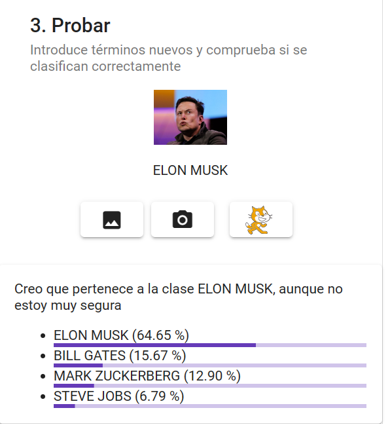 3. Probar
Introduce términos nuevos y comprueba si se
clasifican correctamente
ELON MUSK
Creo que pertenece a la clase ELON MUSK, aunque no
estoy muy segura
ELON MUSK (64.65 %)
BILL GATES (15.67 %)
MARK ZUCKERBERG (12.90 %)
STEVE JOBS (6.79 %)